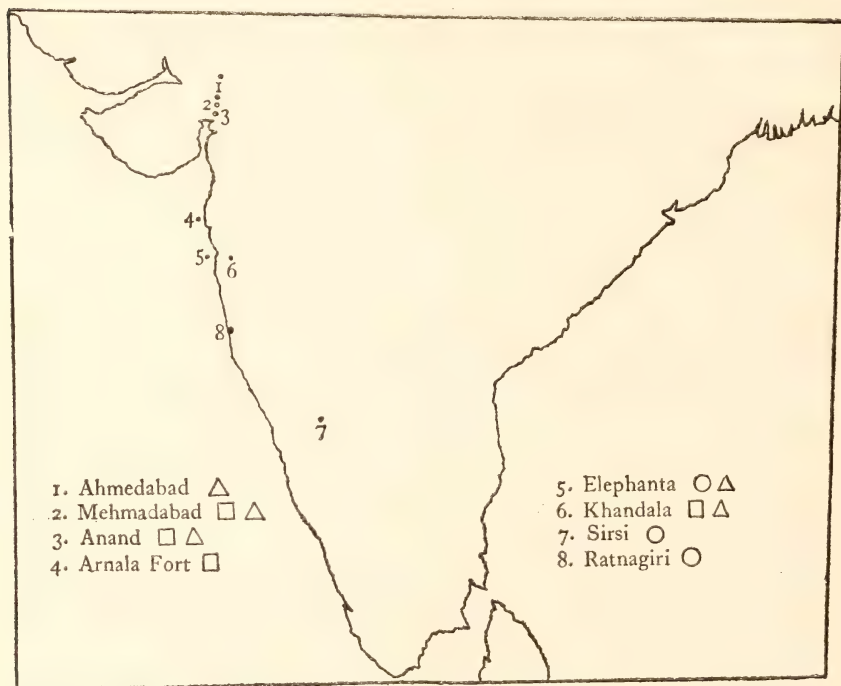 1
2
3
4
5
6
8
7
1. Ahmedabad △
2. Mehmadabad □ △
3. Anand □ △
4. Arnala Fort □
5. Elephanta ○ △
6. Khandala □ △
7. Sirsi ○
8. Ratnagiri ○